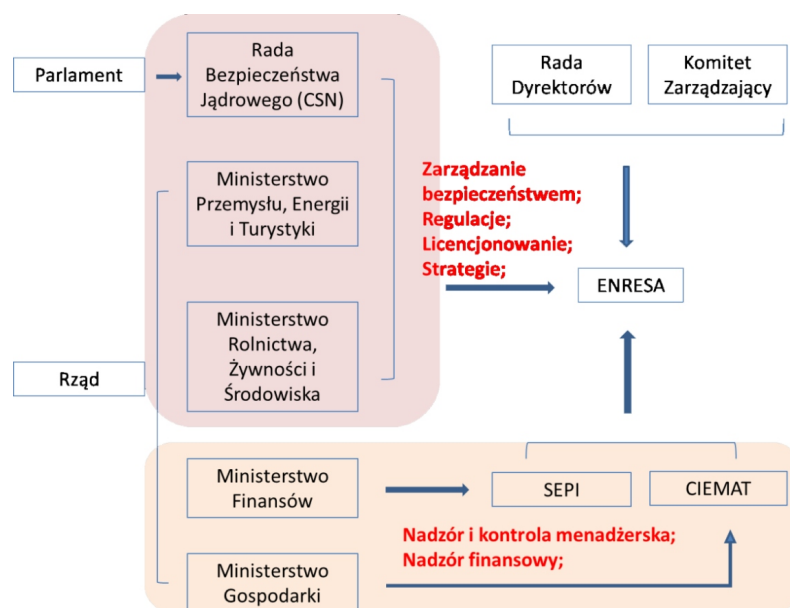 Parlament
Rada
Bezpieczeństwa
Jądrowego (CSN)
Rada
Dyrektorów
Komitet
Zarządzający
Ministerstwo
Przemysłu, Energii
i Turystyki
Zarządzanie
bezpieczeństwem;
Regulacje;
Licencjonowanie;
Strategie;
ENRESA
Ministerstwo
Rolnictwa,
Żywności i
Środowiska
Rząd
Ministerstwo
Finansów
SEPI
CIEMAT
Nadzór i kontrola menadżerska;
Nadzór finansowy;
Ministerstwo
Gospodarki